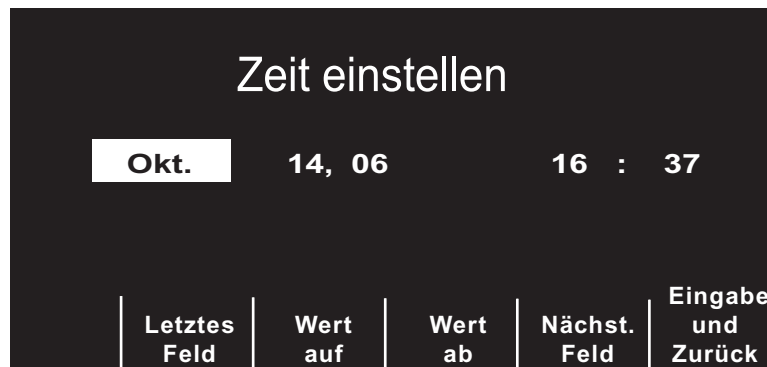 Zeit einstellen
Okt. 14, 06 16 : 37
Letztes Feld
Wert auf
Wert ab
Nächst. Feld
Eingabe und Zurück